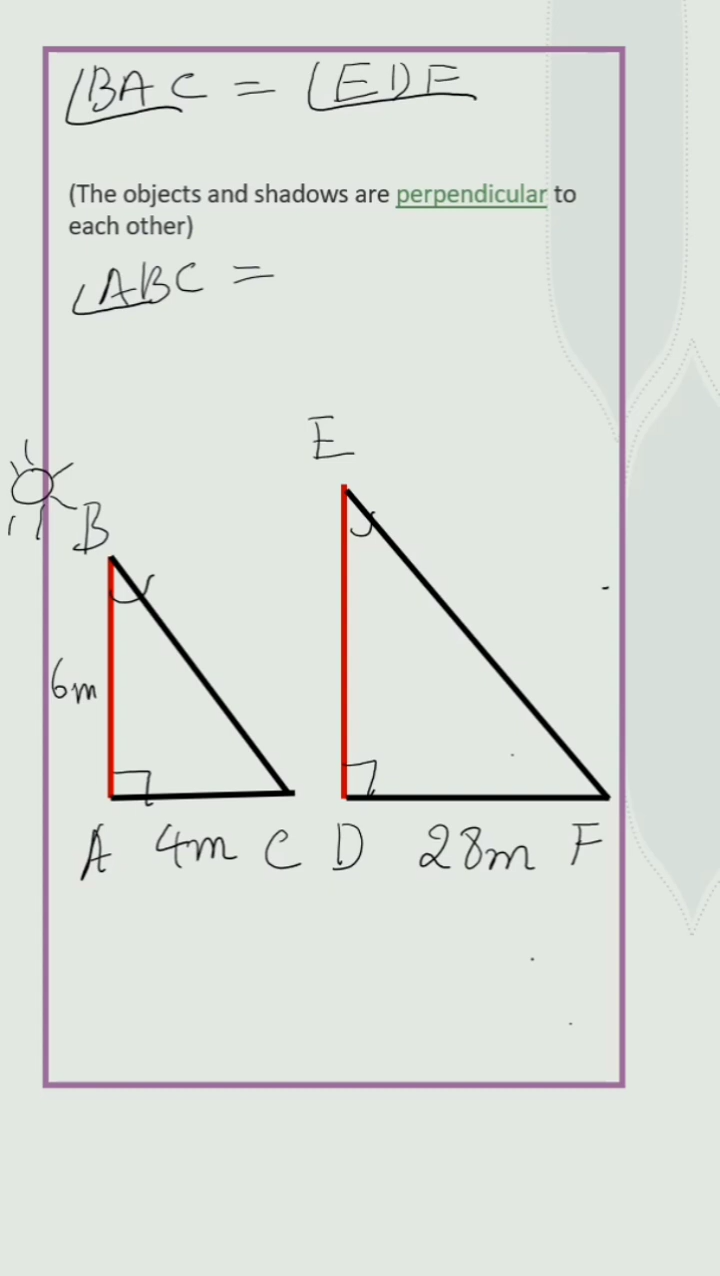 ∠BAC = ∠EDF
(The objects and shadows are perpendicular to
each other)
∠ABC =
E
B
6m
A 4m C D 28m F